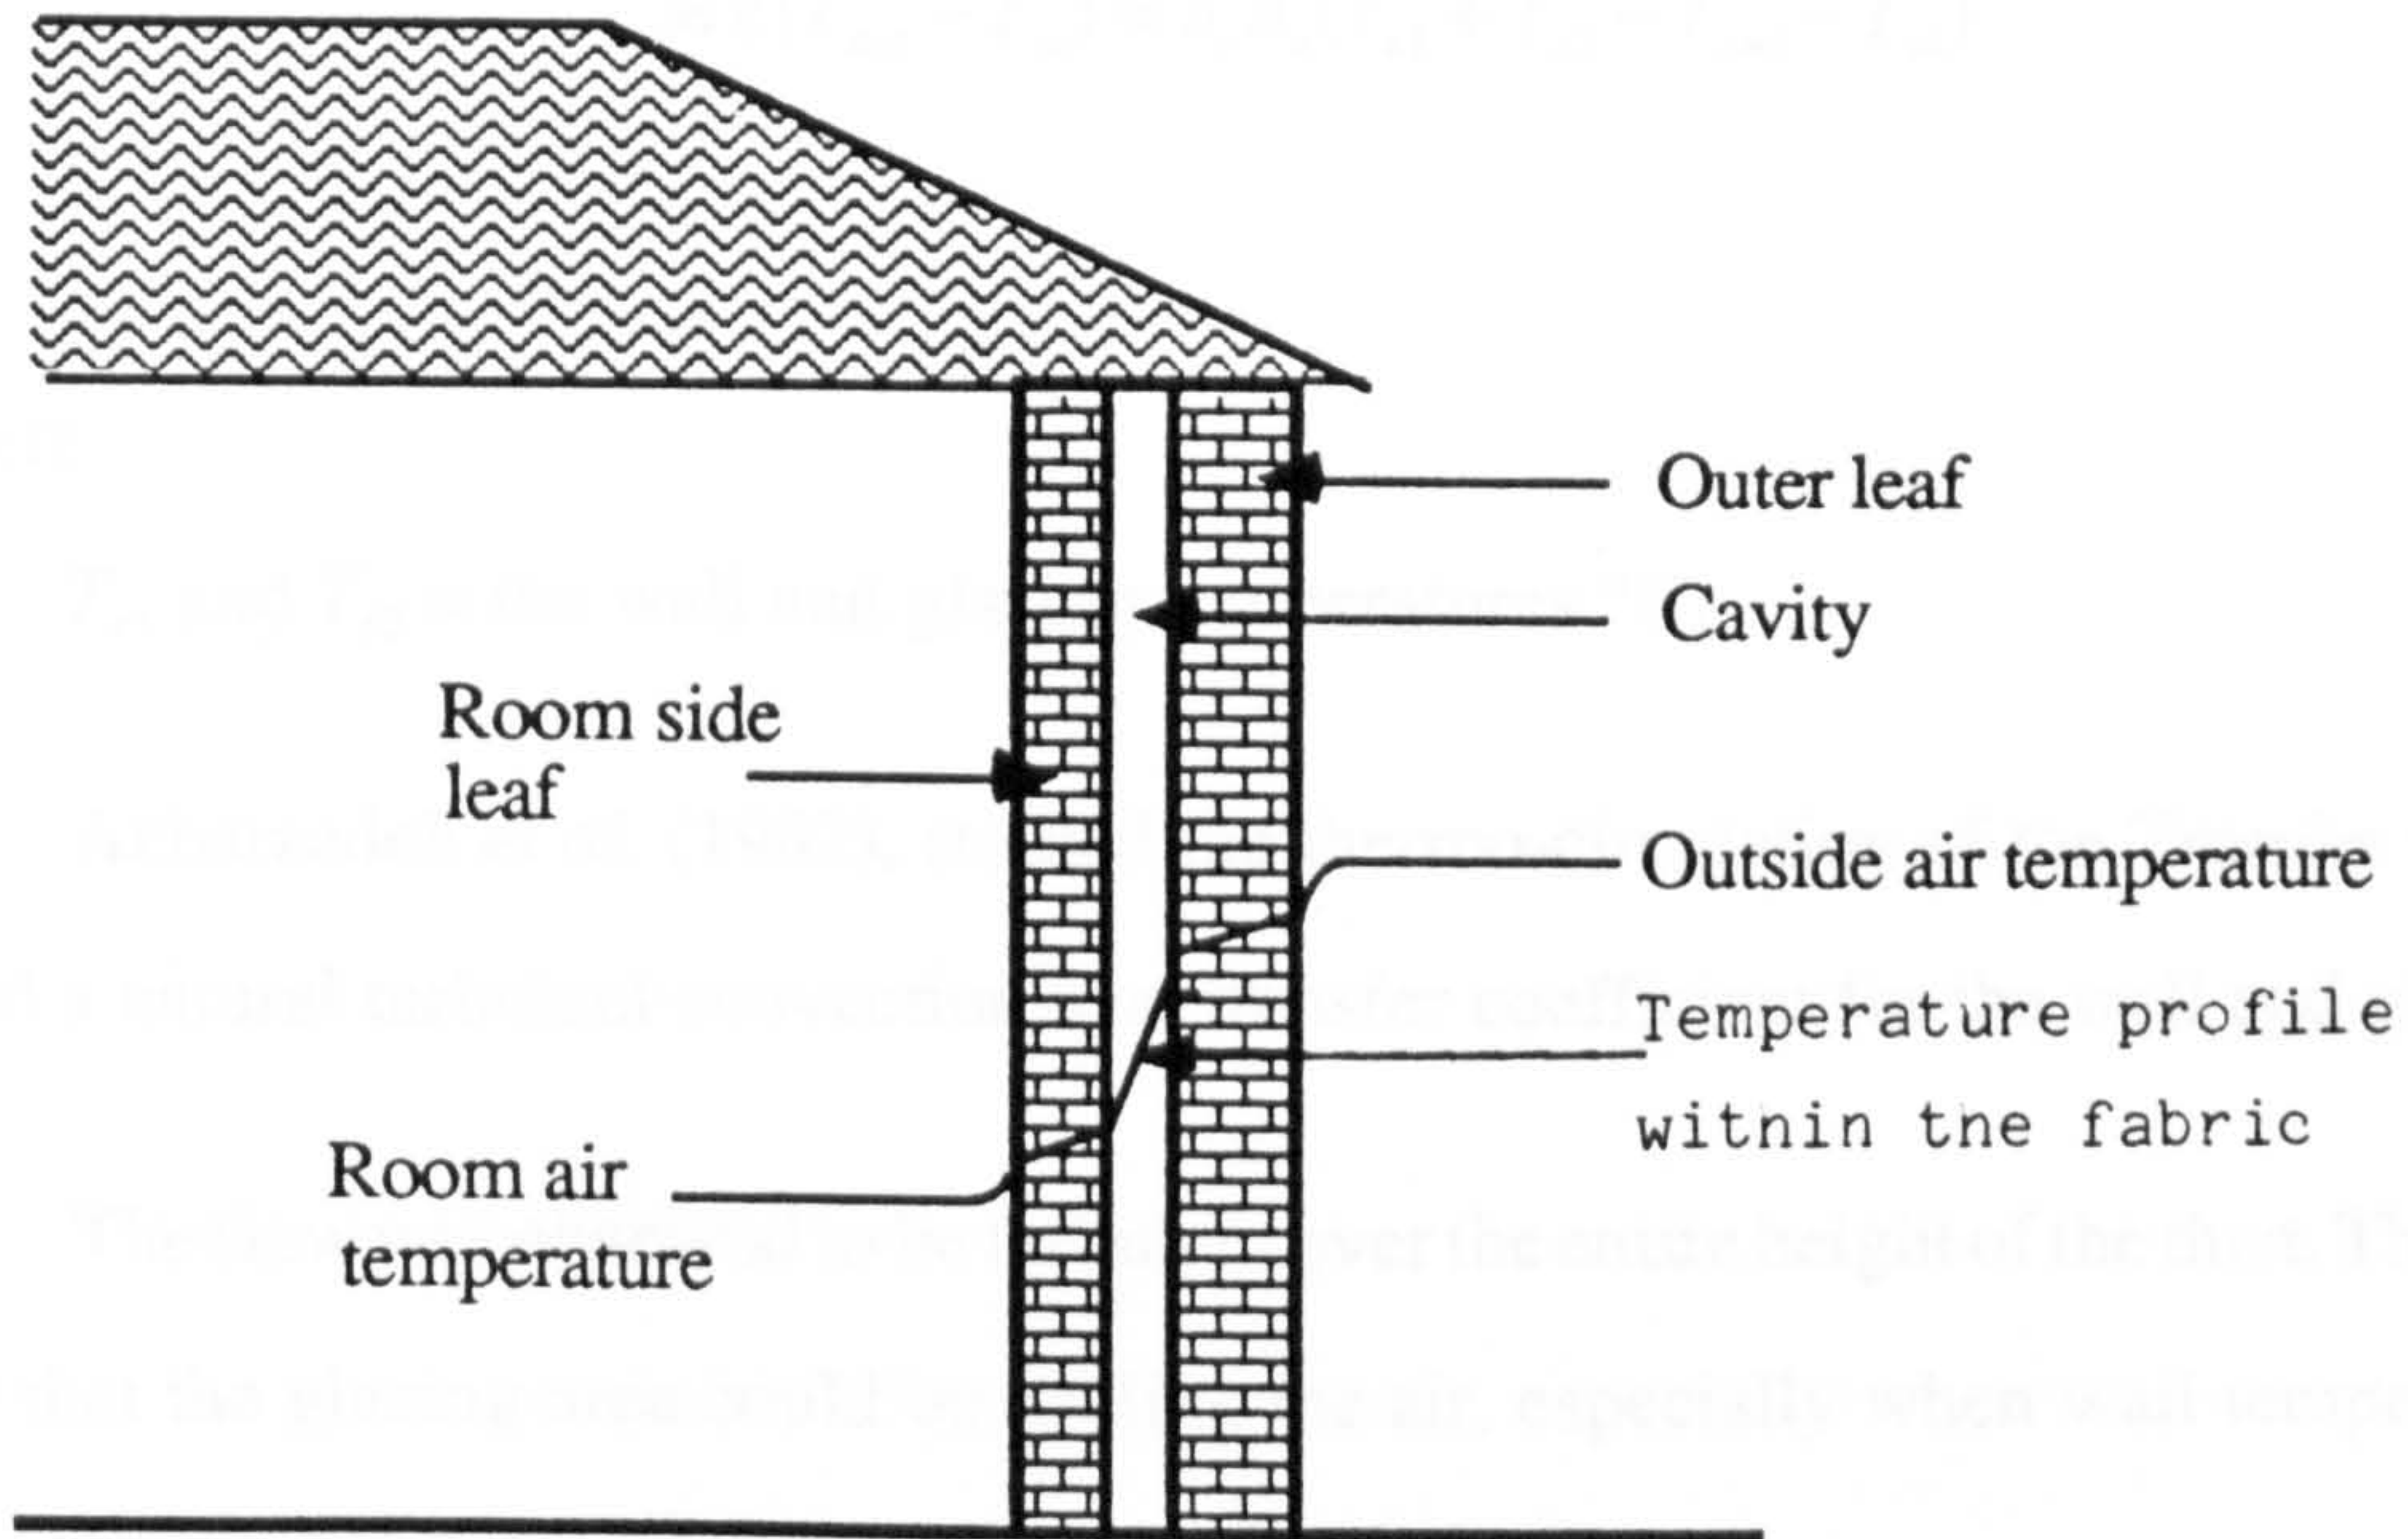 Outer leaf
Cavity
Room side
leaf
Outside air temperature
Temperature profile
witnin tne fabric
Room air
temperature